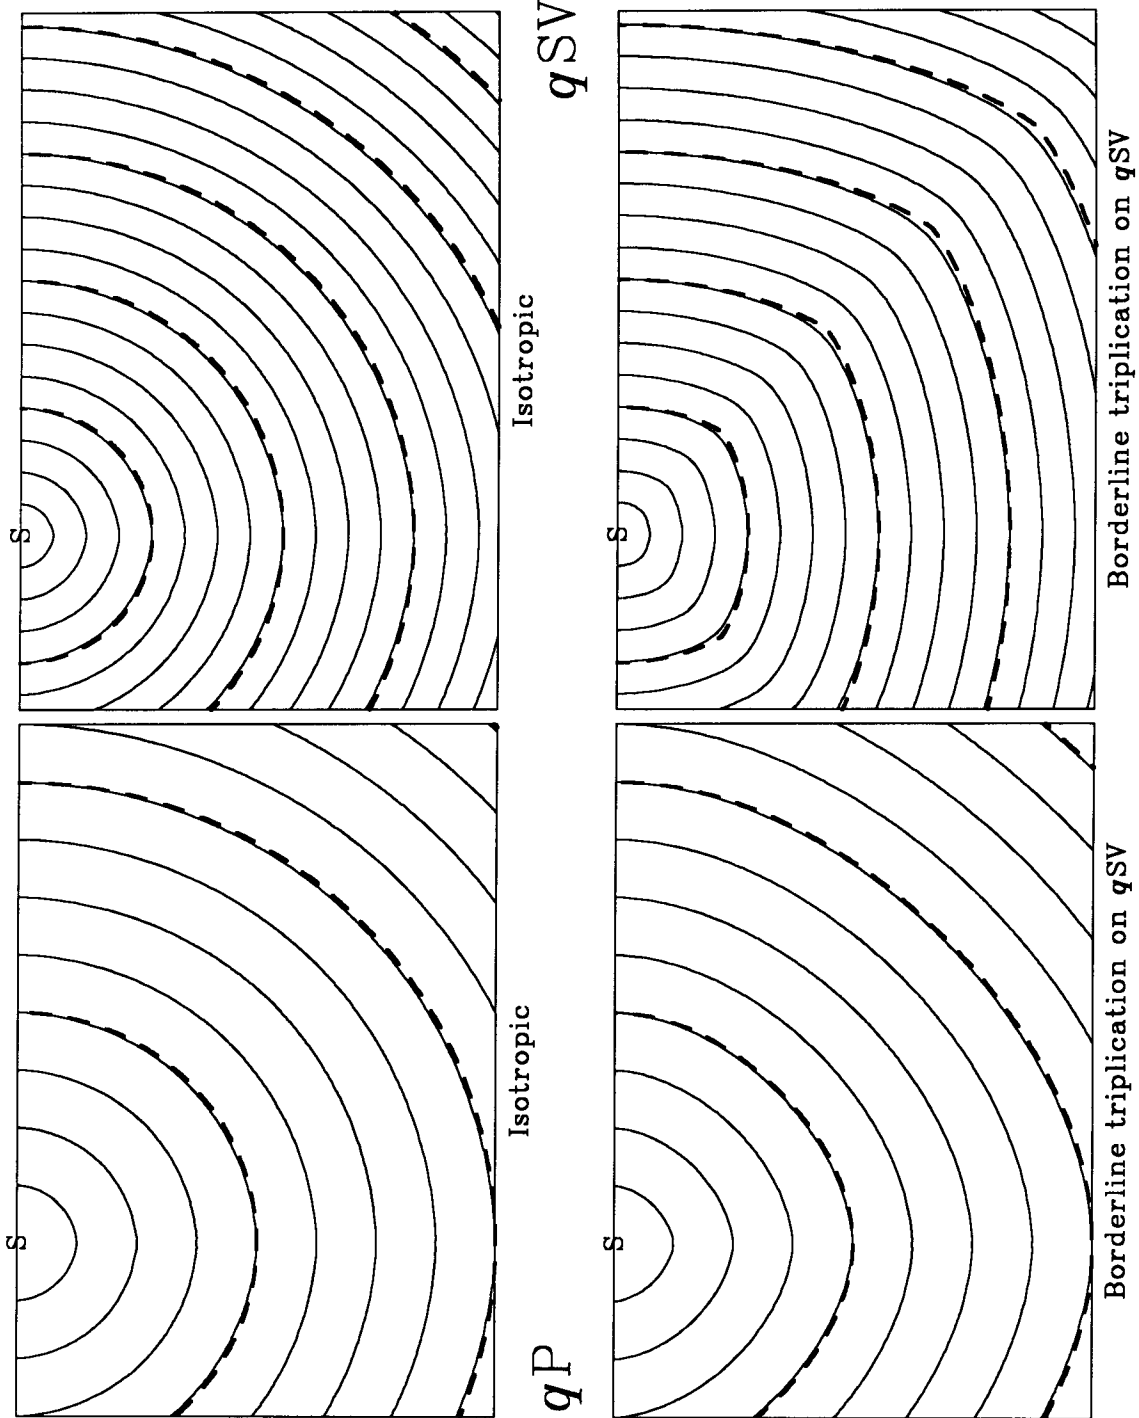 S
Isotropic
qSV
S
Borderline triplication on qSV
S
Isotropic
qP
S
Borderline triplication on qSV